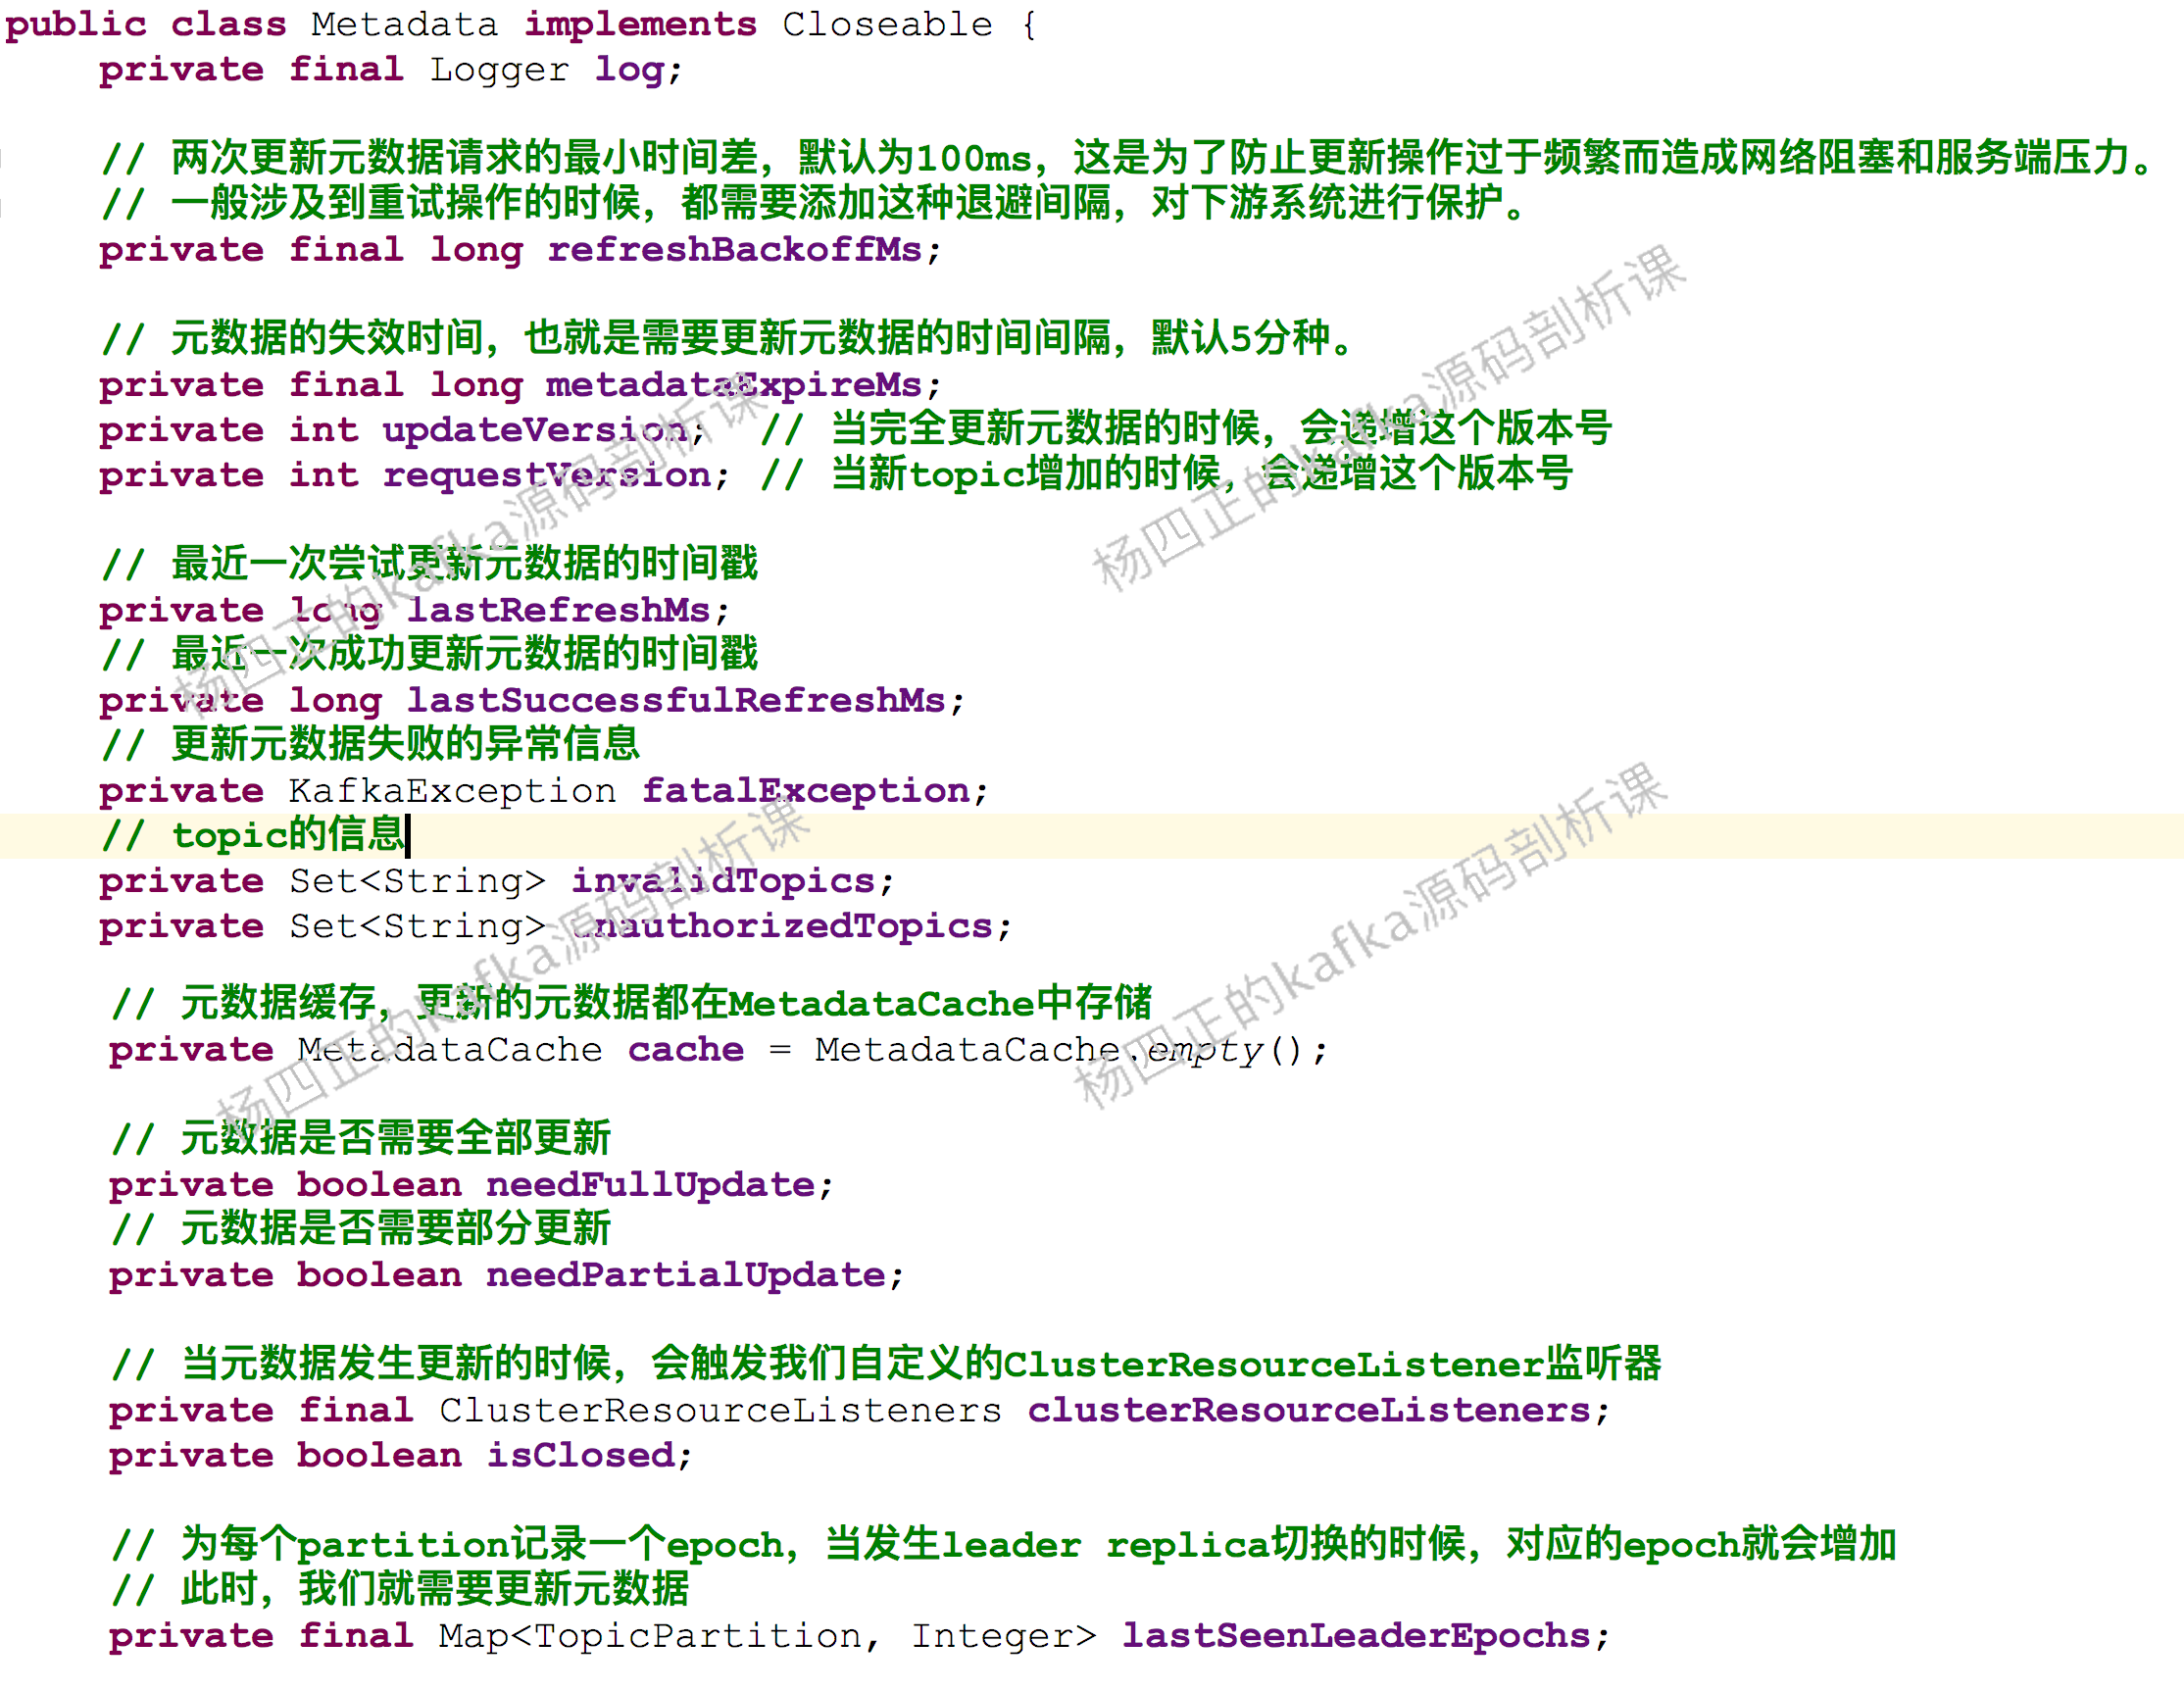 public class Metadata implements Closeable {
    private final Logger log;

    // 两次更新元数据请求的最小时间差，默认为100ms，这是为了防止更新操作过于频繁而造成网络阻塞和服务端压力。
    // 一般涉及到重试操作的时候，都需要添加这种退避间隔，对下游系统进行保护。
    private final long refreshBackoffMs;

    // 元数据的失效时间，也就是需要更新元数据的时间间隔，默认5分种。
    private final long metadataExpireMs;
    private int updateVersion;  // 当完全更新元数据的时候，会递增这个版本号
    private int requestVersion; // 当新topic增加的时候，会递增这个版本号

    // 最近一次尝试更新元数据的时间戳
    private long lastRefreshMs;
    // 最近一次成功更新元数据的时间戳
    private long lastSuccessfulRefreshMs;
    // 更新元数据失败的异常信息
    private KafkaException fatalException;
    // topic的信息
    private Set<String> invalidTopics;
    private Set<String> unauthorizedTopics;

    // 元数据缓存，更新的元数据都在MetadataCache中存储
    private MetadataCache cache = MetadataCache.empty();

    // 元数据是否需要全部更新
    private boolean needFullUpdate;
    // 元数据是否需要部分更新
    private boolean needPartialUpdate;

    // 当元数据发生更新的时候，会触发我们自定义的ClusterResourceListener监听器
    private final ClusterResourceListeners clusterResourceListeners;
    private boolean isClosed;

    // 为每个partition记录一个epoch，当发生leader replica切换的时候，对应的epoch就会增加
    // 此时，我们就需要更新元数据
    private final Map<TopicPartition, Integer> lastSeenLeaderEpochs;
杨四正的kafka源码剖析课
杨四正的kafka源码剖析课
杨四正的kafka源码剖析课
杨四正的kafka源码剖析课